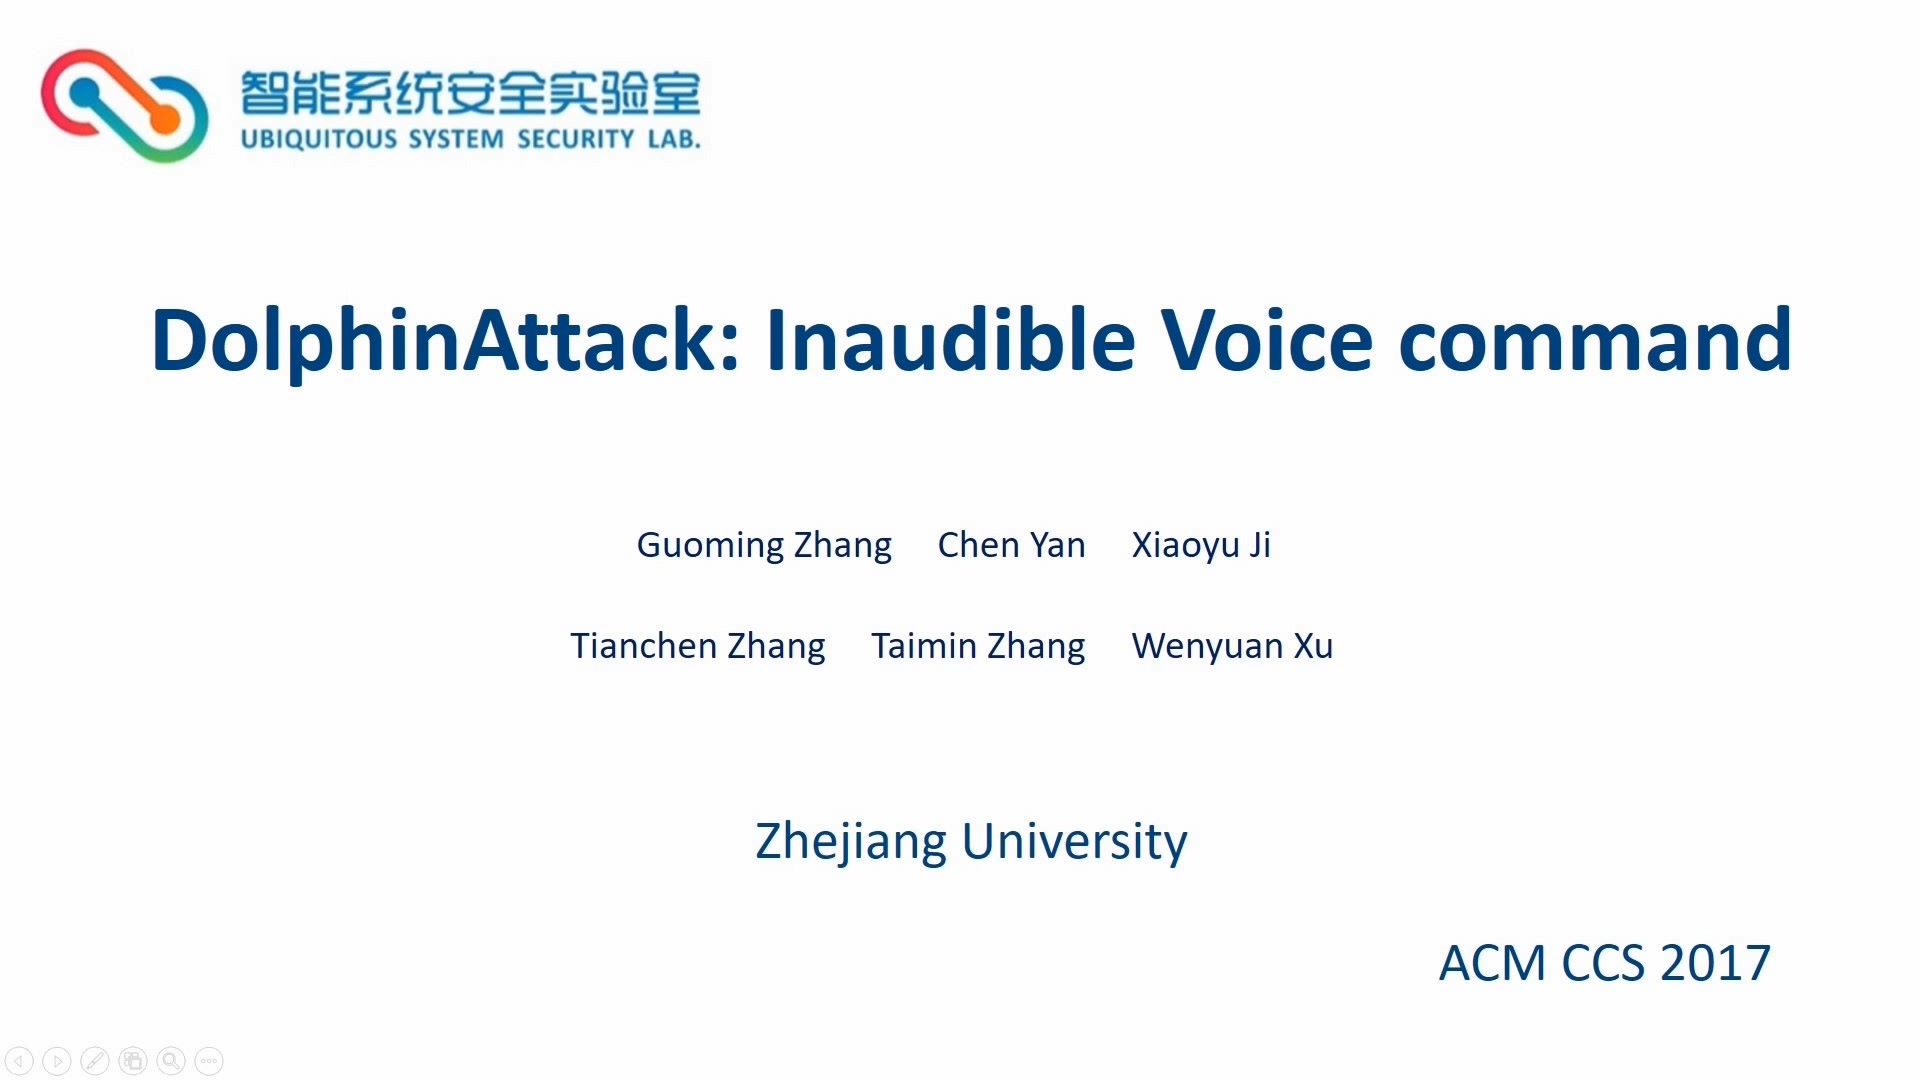 智能系统安全实验室
UBIQUITOUS SYSTEM SECURITY LAB.
DolphinAttack: Inaudible Voice command
Guoming Zhang Chen Yan Xiaoyu Ji
Tianchen Zhang Taimin Zhang Wenyuan Xu
Zhejiang University
ACM CCS 2017